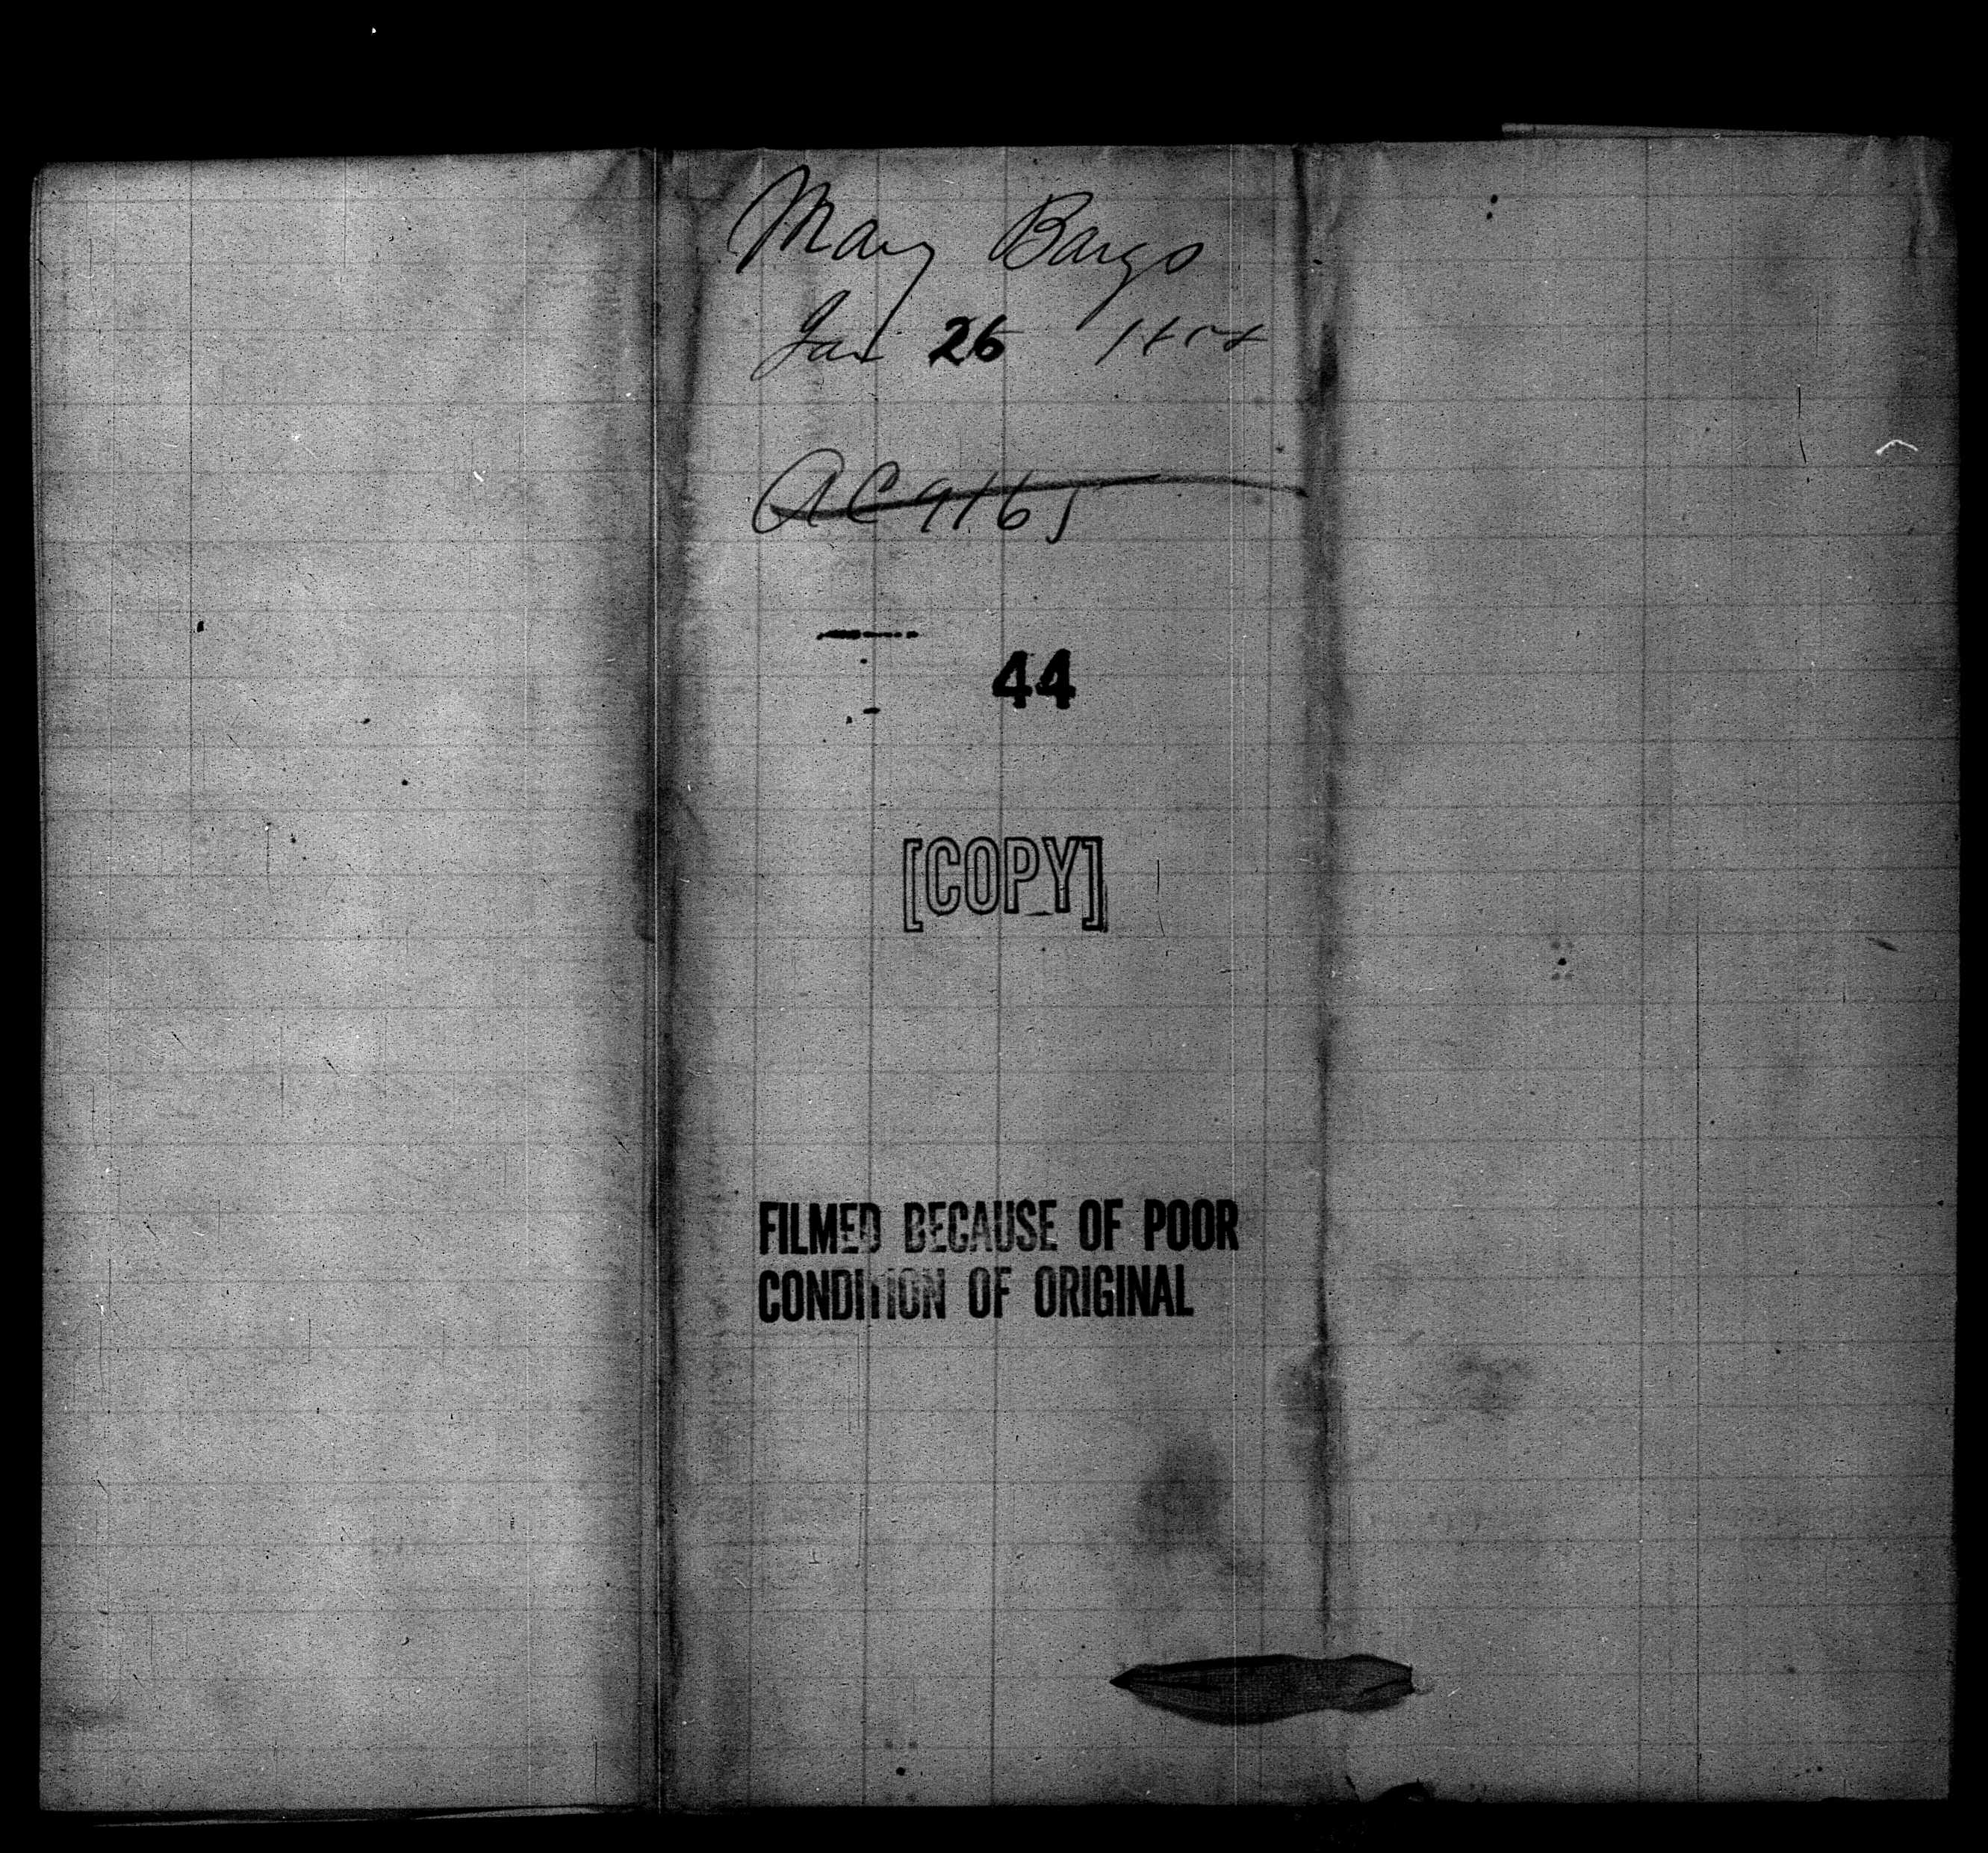 Mary Bargo
Jan 26
AC 9165
44
[COPY]
FILMED BECAUSE OF POOR
CONDITION OF ORIGINAL